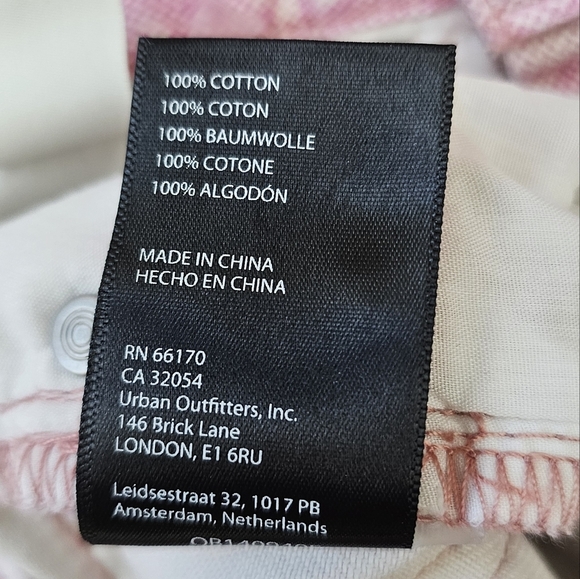 100% COTTON
100% COTON
100% BAUMWOLLE
100% COTONE
100% ALGODÓN
MADE IN CHINA
HECHO EN CHINA
RN 66170
CA 32054
Urban Outfitters, Inc.
146 Brick Lane
LONDON, E1 6RU
Leidsestraat 32, 1017 PB
Amsterdam, Netherlands